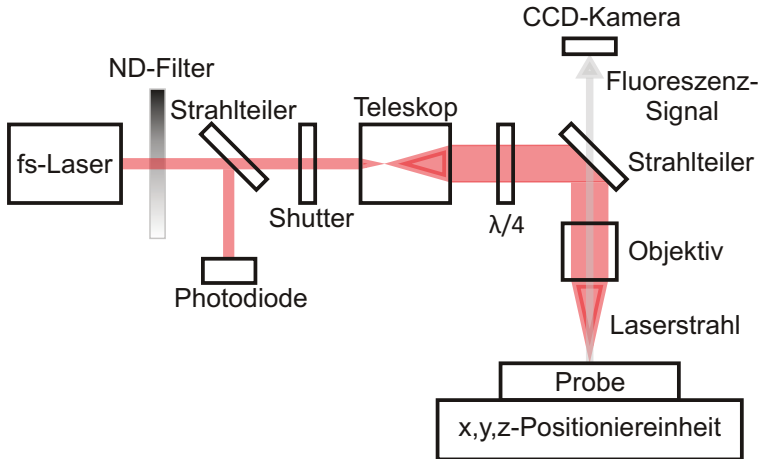 CCD-Kamera
ND-Filter
Fluoreszenz-
Signal
Strahlteiler
Teleskop
fs-Laser
Strahlteiler
Shutter
λ/4
Objektiv
Photodiode
Laserstrahl
Probe
x,y,z-Positioniereinheit